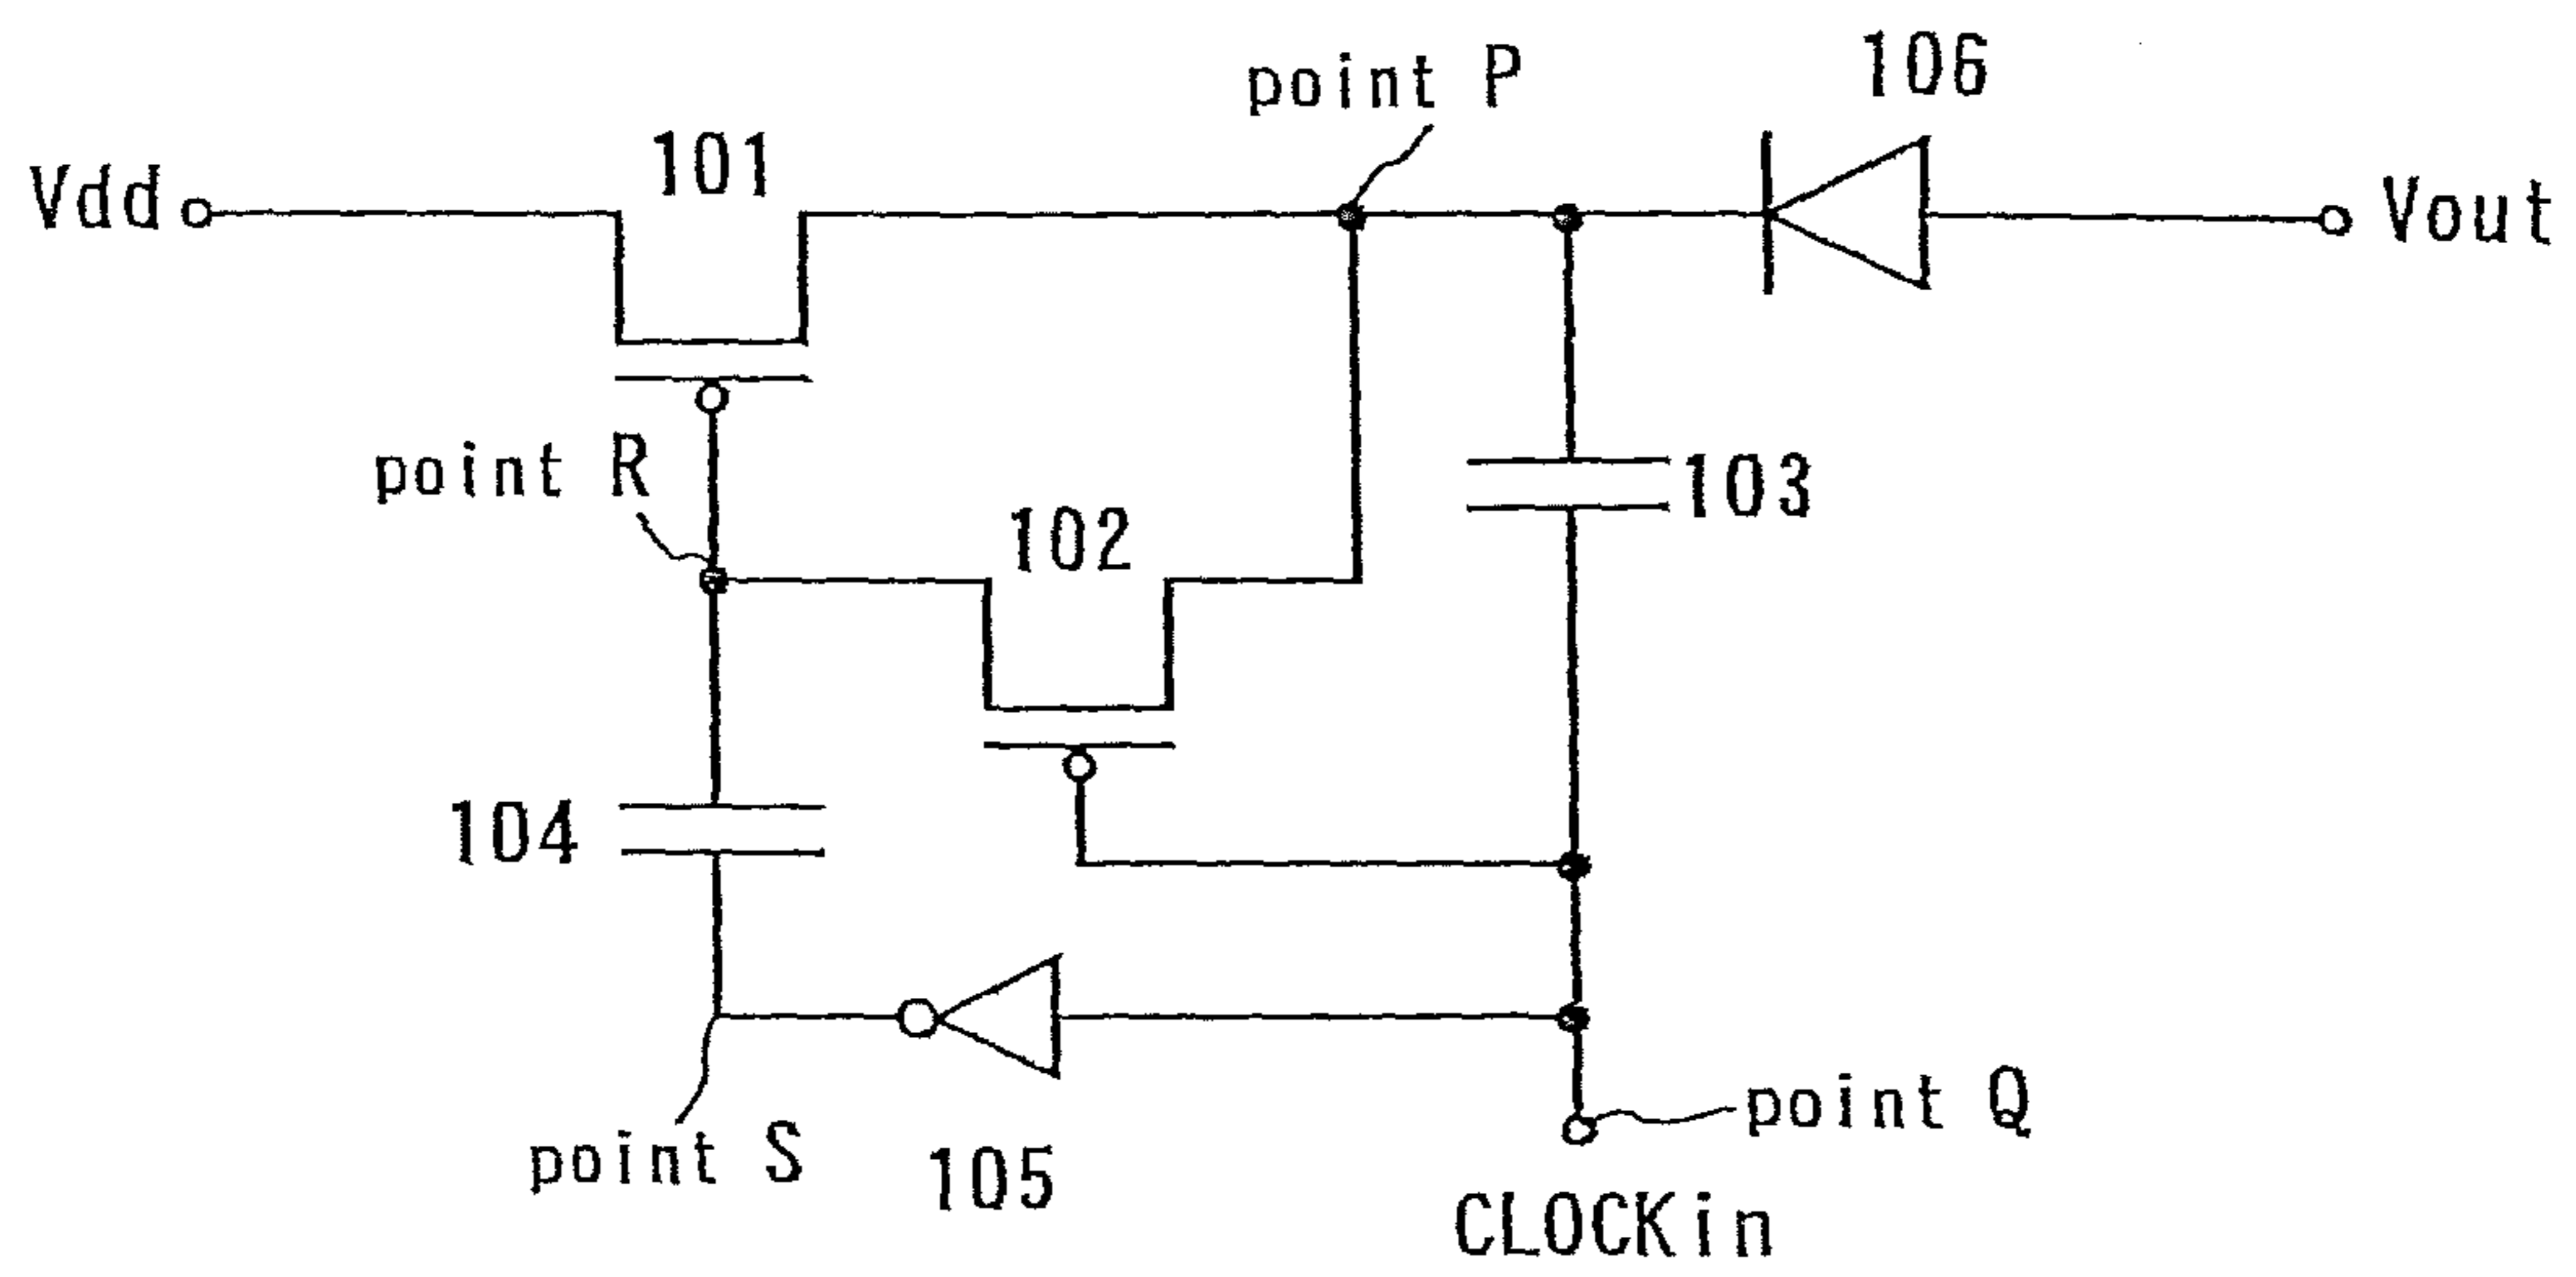 point P
106
101
Vdd
Vout
point R
103
102
104
point Q
point S
105
CLOCKin